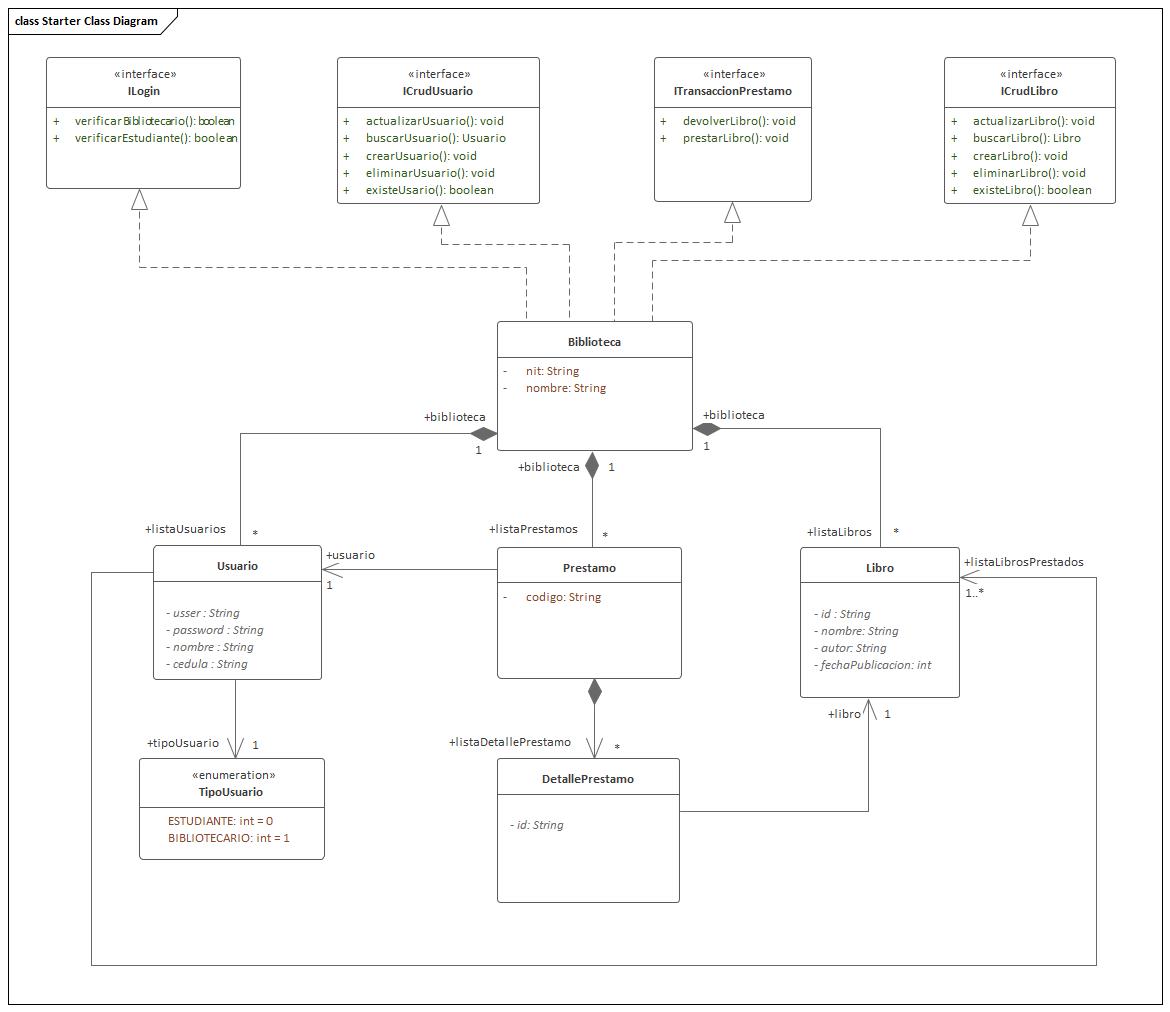 class Starter Class Diagram
«interface»
ILogin
+ verificarBibliotecario(): boolean
+ verificarEstudiante(): boolean
«interface»
ICrudUsuario
+ actualizarUsuario(): void
+ buscarUsuario(): Usuario
+ crearUsuario(): void
+ eliminarUsuario(): void
+ existeUsario(): boolean
«interface»
ITransaccionPrestamo
+ devolverLibro(): void
+ prestarLibro(): void
«interface»
ICrudLibro
+ actualizarLibro(): void
+ buscarLibro(): Libro
+ crearLibro(): void
+ eliminarLibro(): void
+ existeLibro(): boolean
Biblioteca
- nit: String
- nombre: String
+biblioteca
1
+biblioteca
1
+biblioteca
1
+listaUsuarios
*
+listaPrestamos
*
+listaLibros
*
Usuario
- usser : String
- password : String
- nombre : String
- cedula : String
+usuario
1
Prestamo
- codigo: String
Libro
- id : String
- nombre: String
- autor: String
- fechaPublicacion: int
+listaLibrosPrestados
1..*
+tipoUsuario
1
+listaDetallePrestamo
*
+libro
1
«enumeration»
TipoUsuario
ESTUDIANTE: int = 0
BIBLIOTECARIO: int = 1
DetallePrestamo
- id: String